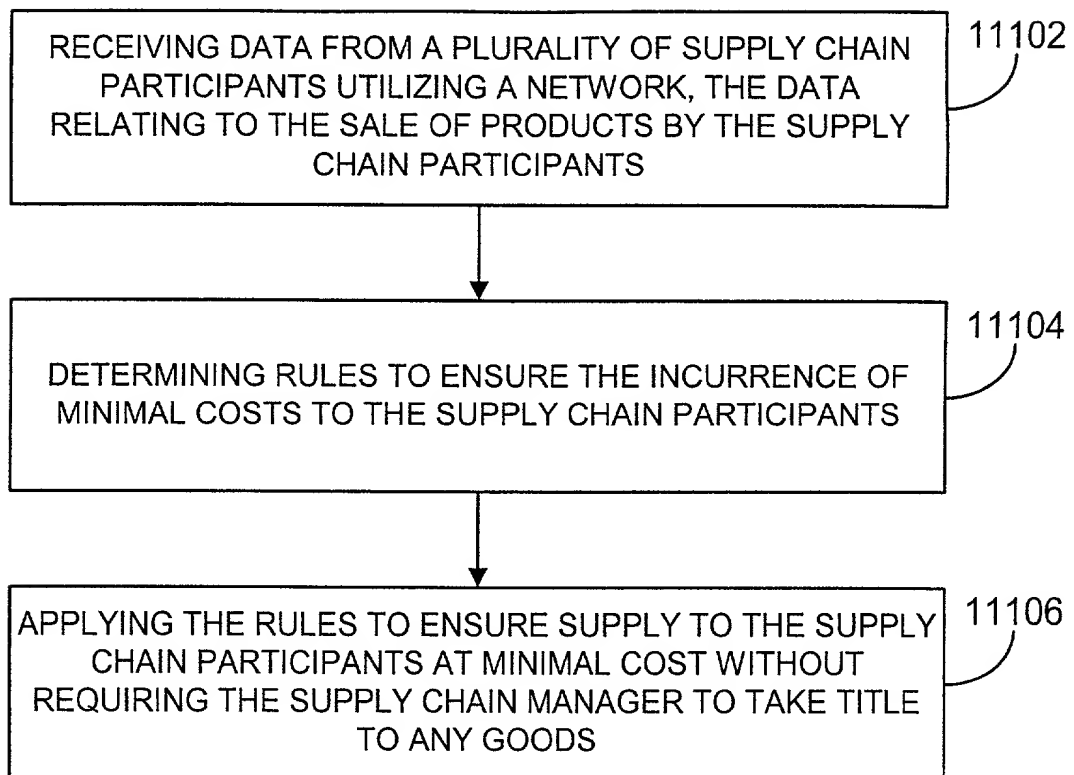 RECEIVING DATA FROM A PLURALITY OF SUPPLY CHAIN
PARTICIPANTS UTILIZING A NETWORK, THE DATA
RELATING TO THE SALE OF PRODUCTS BY THE SUPPLY
CHAIN PARTICIPANTS
11102
DETERMINING RULES TO ENSURE THE INCURRENCE OF
MINIMAL COSTS TO THE SUPPLY CHAIN PARTICIPANTS
11104
APPLYING THE RULES TO ENSURE SUPPLY TO THE SUPPLY
CHAIN PARTICIPANTS AT MINIMAL COST WITHOUT
REQUIRING THE SUPPLY CHAIN MANAGER TO TAKE TITLE
TO ANY GOODS
11106